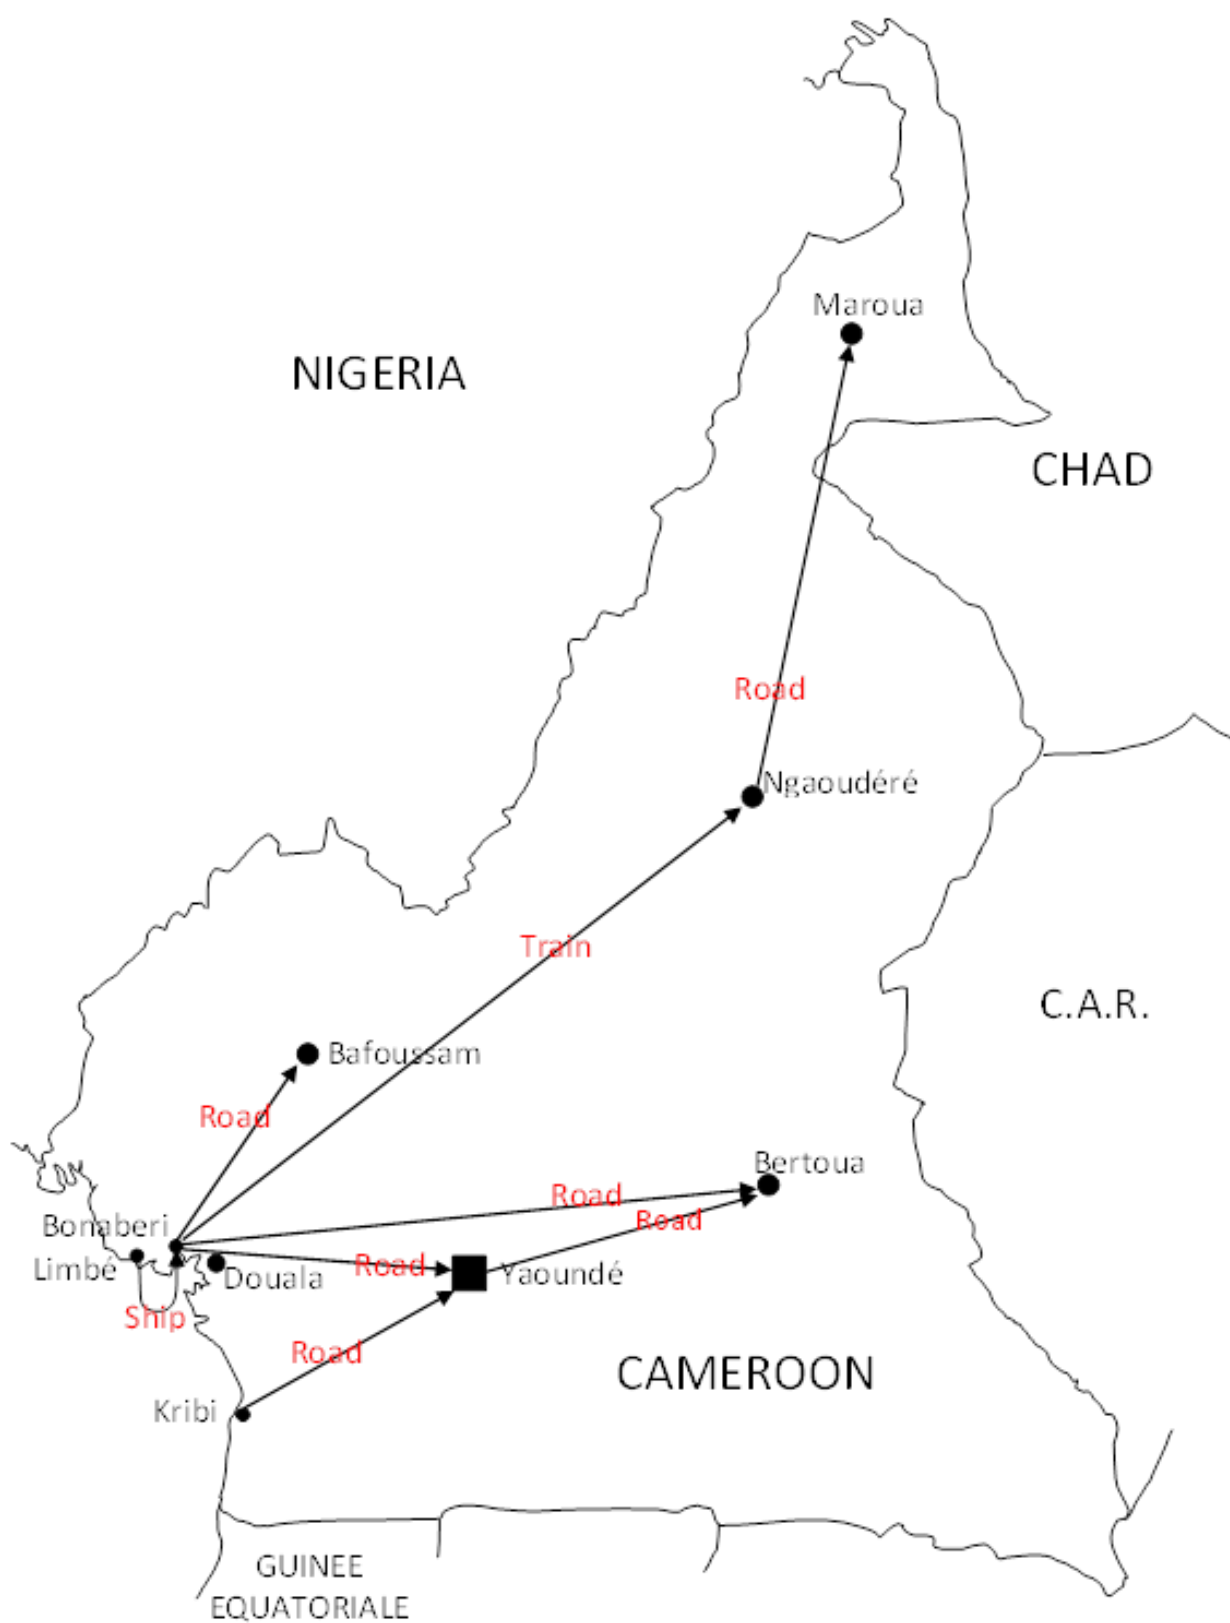 Maroua
NIGERIA
CHAD
Road
Ngaoudéré
Train
C.A.R.
Bafoussam
Road
Bertoua
Road
Road
Bonaberi
Limbé
Road
Douala
Yaoundé
Ship
Road
CAMEROON
Kribi
GUINEE
EQUATORIALE